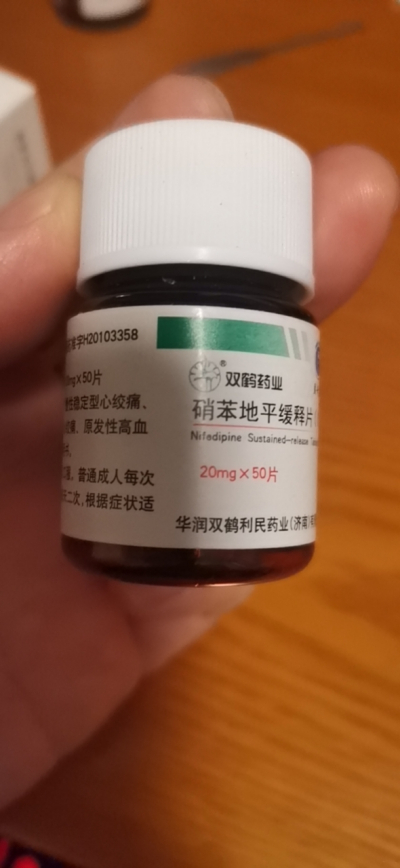 准字H20103358
mg×50片
性稳定型心绞痛、
原发性高血
普通成人每次
二次,根据症状适
®
双鹤药业
硝苯地平缓释片
Nifedipine Sustained-release
20mg×50片
华润双鹤利民药业(济南)